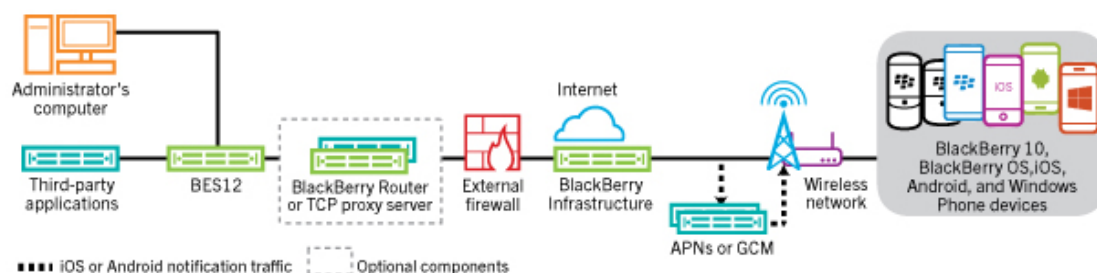 Administrator's
computer
Third-party
applications
BES12
BlackBerry Router
or TCP proxy server
External
firewall
Internet
BlackBerry
Infrastructure
APNs or GCM
Wireless
network
iOS
BlackBerry 10,
BlackBerry OS,iOS,
Android, and Windows
Phone devices
iOS or Android notification traffic
Optional components